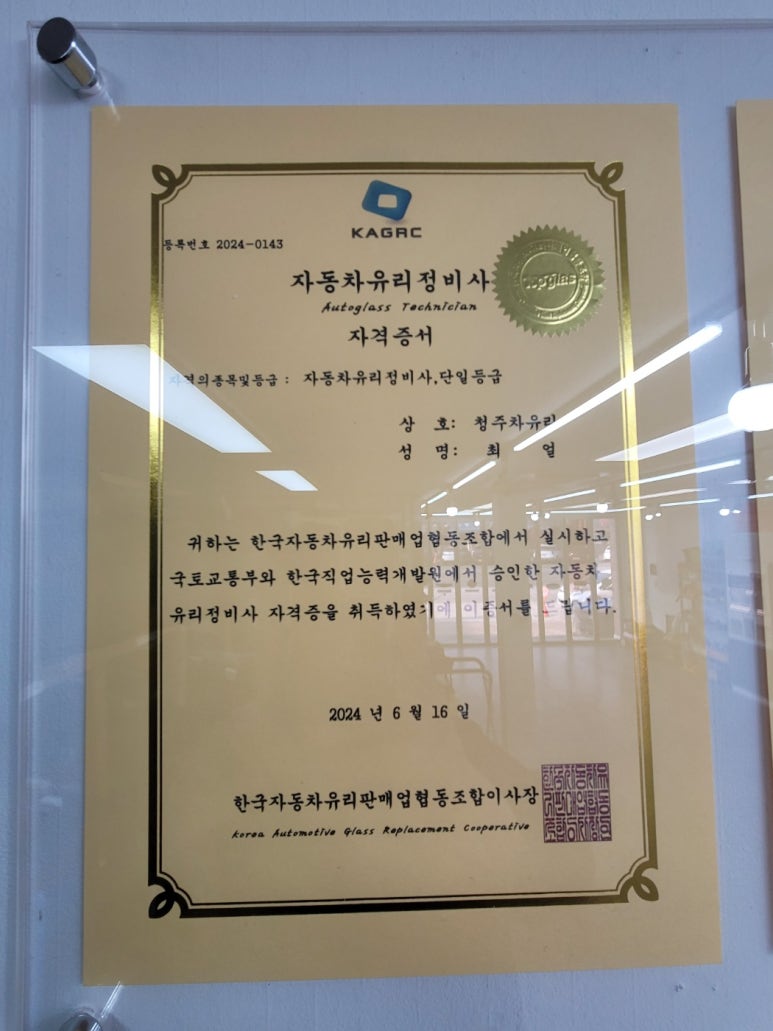 KAGRC
등록번호 2024-0143
자동차유리정비사
topglas
Autoglass Technician
자격증서
자격의종목및등급 : 자동차유리정비사,단일등급
상 호: 청주차유리
성 명: 최 얼
귀하는 한국자동차유리판매업협동조합에서 실시하고
국토교통부와 한국직업능력개발원에서 승인한 자동차
유리정비사 자격증을 취득하였기에 이증서를 드립니다.
2024 년 6 월 16 일
한국자동차유리판매업협동조합이사장
Korea Automotive Glass Replacement Cooperative